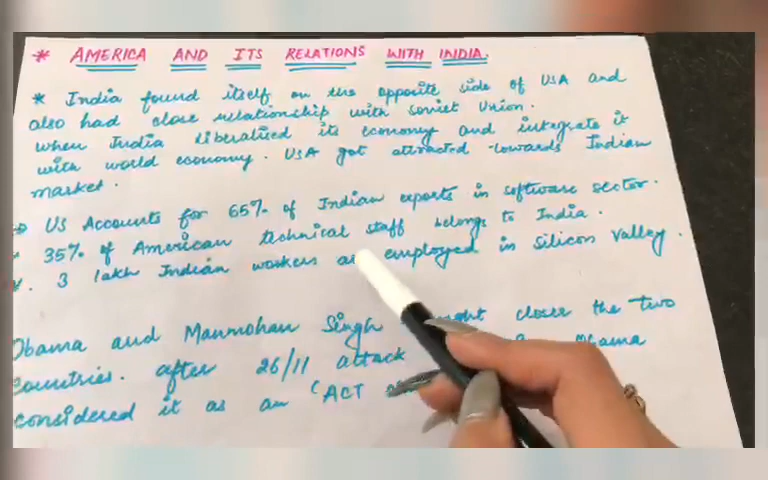 * AMERICA AND ITS RELATIONS WITH INDIA.
* India found itself on the opposite side of USA and
also had close relationship with soviet Union.
when India liberalised its economy and integrate it
with world economy. USA got attracted towards Indian
market.
→ US Accounts for 65% of Indian exports in software sector.
35% of American technical staff belongs to India.
3 lakh Indian workers are employed in silicon valley.
Obama and Manmohan Singh closer the two
countries. after 26/11 attack Obama
considered it as an 'ACT